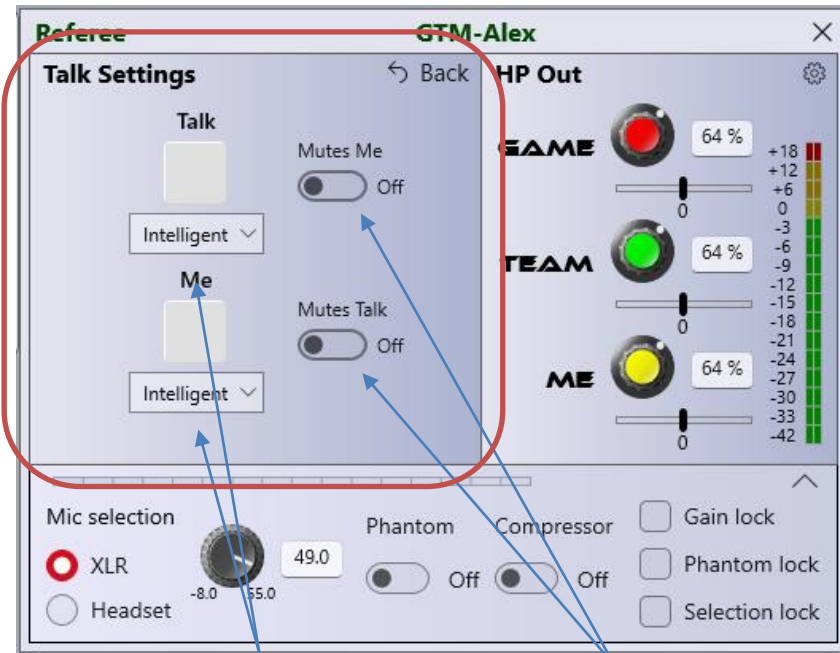 Referee GTM-Alex
Talk Settings Back
Talk
Mutes Me
Off
Intelligent
Me
Mutes Talk
Off
Intelligent
HP Out
GAME 64 %
0
TEAM 64 %
0
ME 64 %
0
+18
+12
+6
0
-3
-6
-9
-12
-15
-18
-21
-24
-27
-30
-33
-42
Mic selection
XLR
Headset
49.0
-8.0 55.0
Phantom
Off
Compressor
Off
Gain lock
Phantom lock
Selection lock